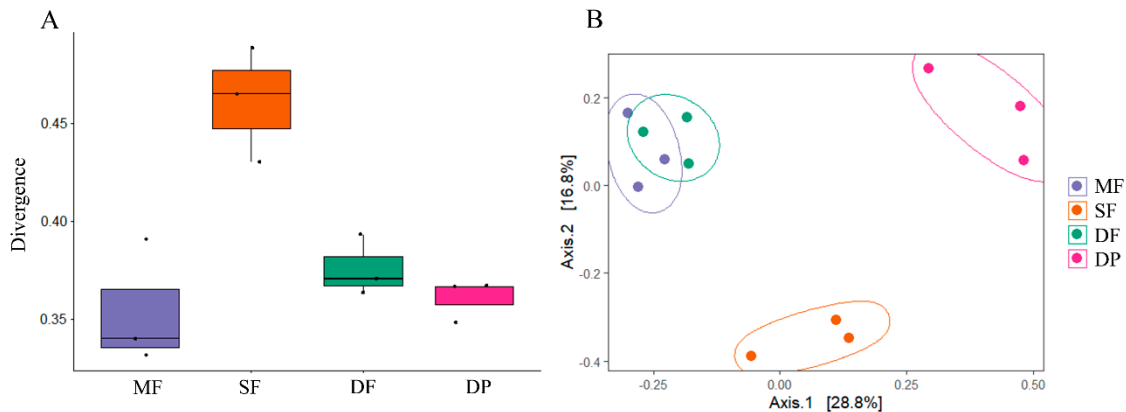 A
Divergence
0.45
0.40
0.35
MF SF DF DP
B
Axis.2 [16.8%]
0.2
0.0
-0.2
-0.4
-0.25 0.00 0.25 0.50
Axis.1 [28.8%]
MF
SF
DF
DP